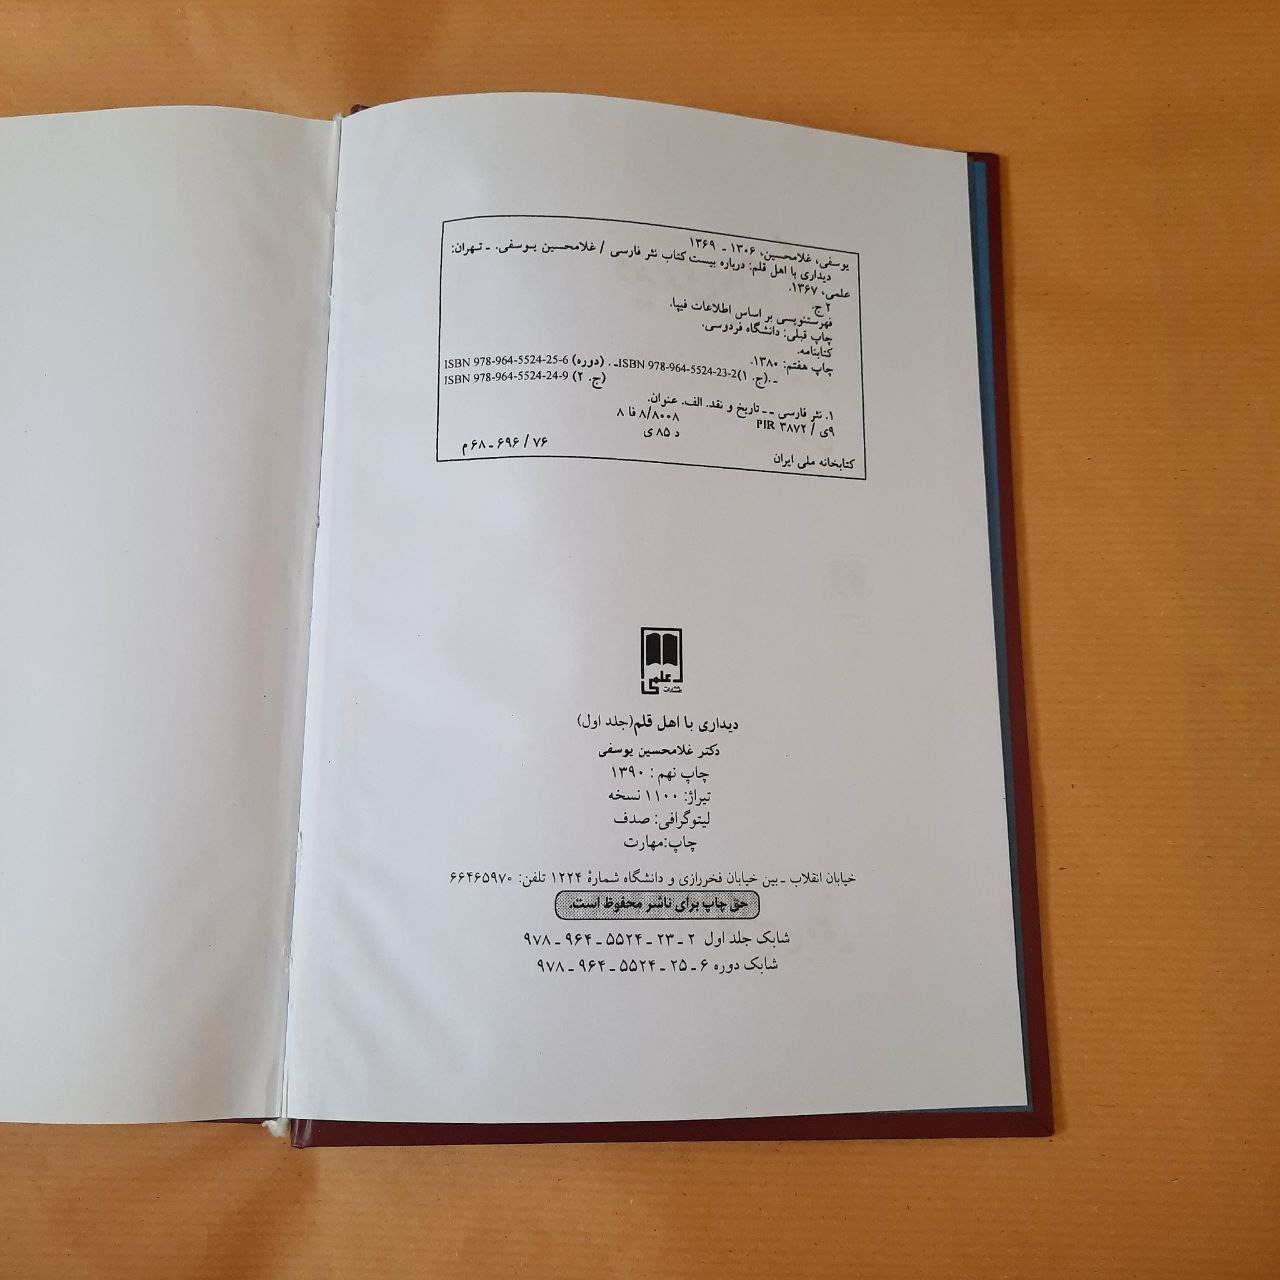 یوسفی، غلامحسین، ۱۳۰۶ ـ ۱۳۶۹
دیداری با اهل قلم: درباره بیست کتاب نثر فارسی / غلامحسین یوسفی. ـ تهران:
علمی، ۱۳۶۷.
۲ ج.
فهرستنویسی بر اساس اطلاعات فیپا.
چاپ قبلی: دانشگاه فردوسی.
کتابنامه.
چاپ هفتم: ۱۳۸۰.
ISBN 978-964-5524-23-2(ج. ۱). ـ
ISBN 978-964-5524-25-6 (دوره) . ـ
ISBN 978-964-5524-24-9 (ج. ۲)
۱. نثر فارسی ـ ـ تاریخ و نقد. الف. عنوان.
۹ی / ۳۸۷۲ PIR
۸/۸۰۰۸ فا ۸
د ۸۵ ی
کتابخانه ملی ایران
۷۶ / ۶۹۶ ـ ۶۸ م
انتشارات علمی
دیداری با اهل قلم(جلد اول)
دکتر غلامحسین یوسفی
چاپ نهم : ۱۳۹۰
تیراژ: ۱۱۰۰ نسخه
لیتوگرافی: صدف
چاپ:مهارت
خیابان انقلاب ـ بین خیابان فخررازی و دانشگاه شمارهٔ ۱۲۲۴ تلفن: ۶۶۴۶۵۹۷۰
حق چاپ برای ناشر محفوظ است.
شابک جلد اول ۲ ـ ۲۳ ـ ۵۵۲۴ ـ ۹۶۴ ـ ۹۷۸
شابک دوره ۶ ـ ۲۵ ـ ۵۵۲۴ ـ ۹۶۴ ـ ۹۷۸